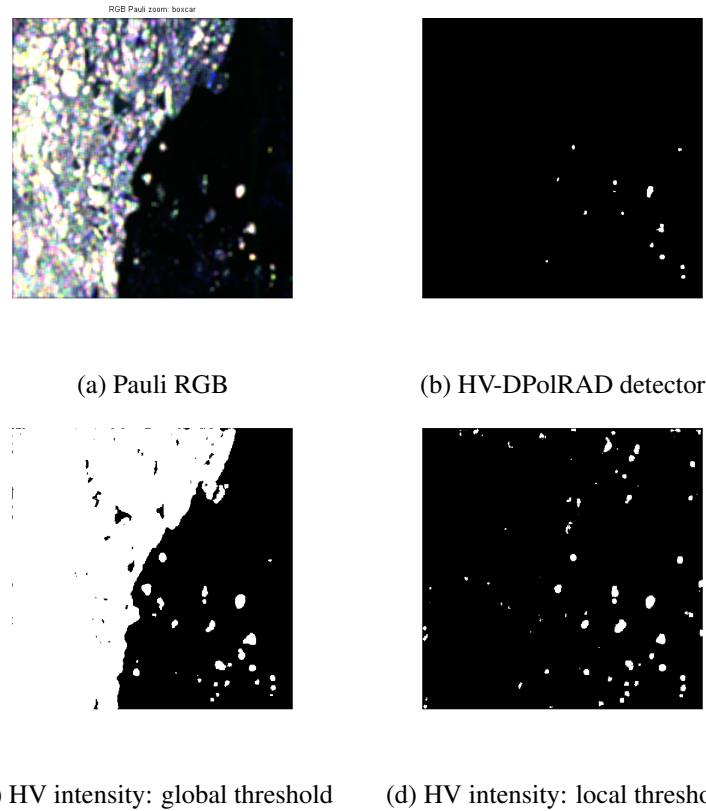 RGB Pauli zoom: boxcar
(a) Pauli RGB
(b) HV-DPolRAD detector
) HV intensity: global threshold
(d) HV intensity: local thresho